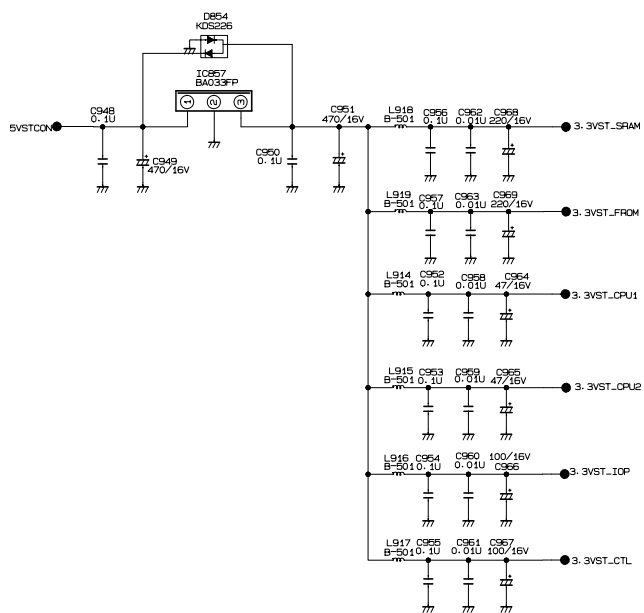 D854
KDS226
IC857
BA033FP
1 2 3
C948
0.1U
5VSTCON
C949
470/16V
C950
0.1U
C951
470/16V
L918
B-501
C956
0.1U
C962
0.01U
C968
220/16V
3.3VST_SRAM
L919
B-501
C957
0.1U
C963
0.01U
C969
220/16V
3.3VST_FROM
L914
B-501
C952
0.1U
C958
0.01U
C964
47/16V
3.3VST_CPU1
L915
B-501
C953
0.1U
C959
0.01U
C965
47/16V
3.3VST_CPU2
L916
B-501
C954
0.1U
C960
0.01U
100/16V
C966
3.3VST_IOP
L917
B-501
C955
0.1U
C961
0.01U
C967
100/16V
3.3VST_CTL